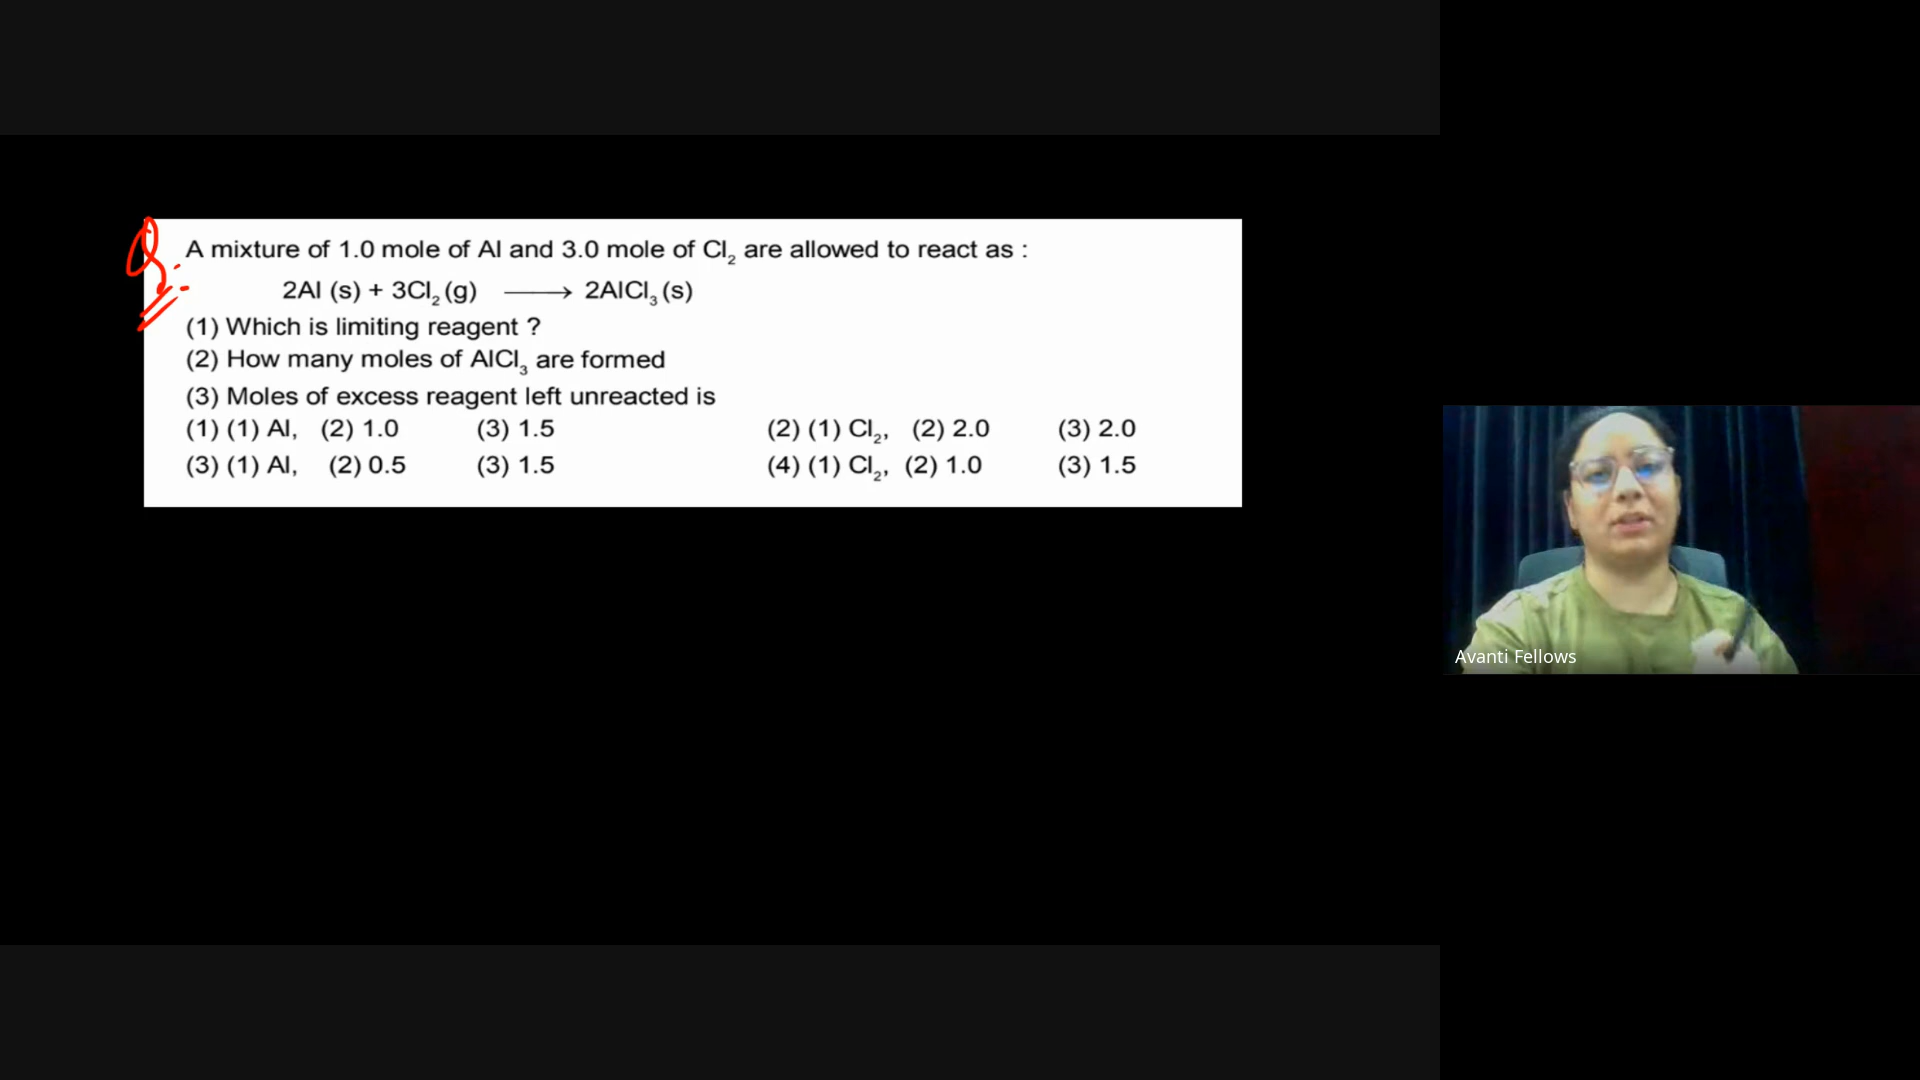 Q.
A mixture of 1.0 mole of Al and 3.0 mole of Cl₂ are allowed to react as :
2Al (s) + 3Cl₂ (g) ⟶ 2AlCl₃ (s)
(1) Which is limiting reagent ?
(2) How many moles of AlCl₃ are formed
(3) Moles of excess reagent left unreacted is
(1) (1) Al, (2) 1.0 (3) 1.5 (2) (1) Cl₂, (2) 2.0 (3) 2.0
(3) (1) Al, (2) 0.5 (3) 1.5 (4) (1) Cl₂, (2) 1.0 (3) 1.5
Avanti Fellows